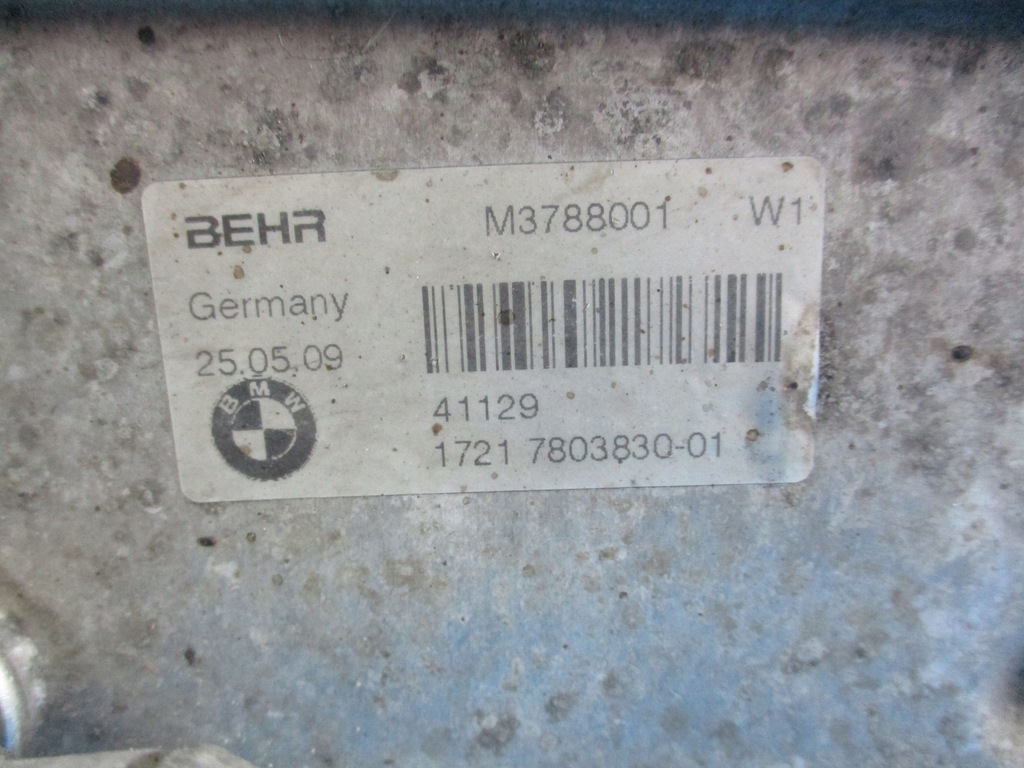 BEHR M3788001 W1
Germany
25.05.09
BMW
41129
1721 7803830-01